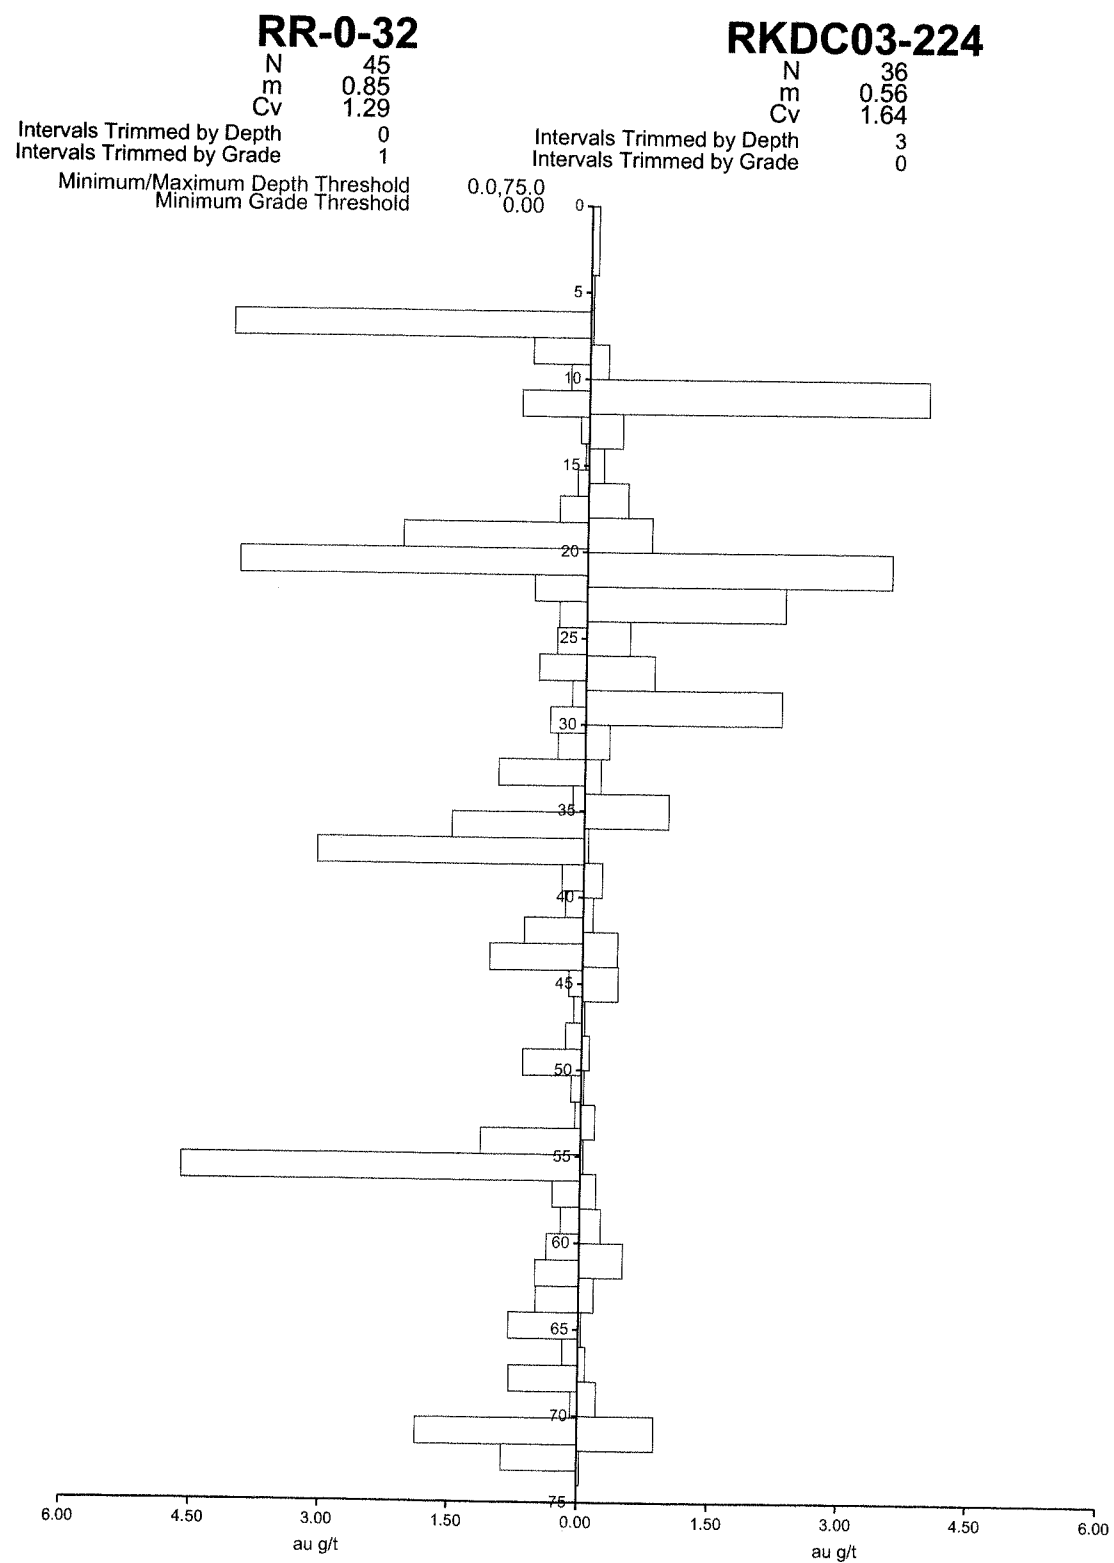 RR-0-32
N 45
m 0.85
Cv 1.29
Intervals Trimmed by Depth 0
Intervals Trimmed by Grade 1
RKDC03-224
N 36
m 0.56
Cv 1.64
Intervals Trimmed by Depth 3
Intervals Trimmed by Grade 0
Minimum/Maximum Depth Threshold 0.0,75.0
Minimum Grade Threshold 0.00
0
5
10
15
20
25
30
35
40
45
50
55
60
65
70
75
6.00 4.50 3.00 1.50 0.00 1.50 3.00 4.50 6.00
au g/t au g/t